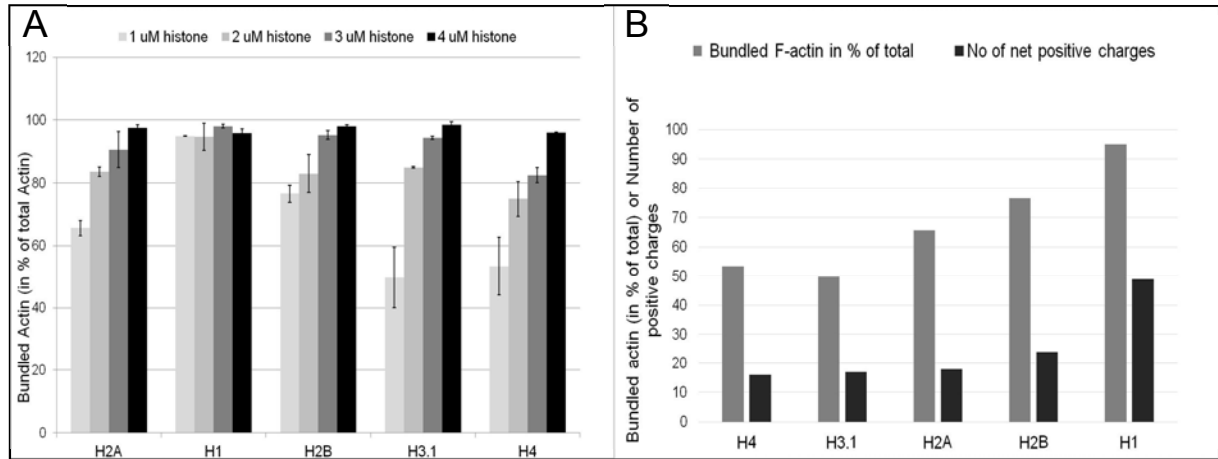 A
1 uM histone 2 uM histone 3 uM histone 4 uM histone
Bundled Actin (in % of total Actin)
120
100
80
60
40
20
0
H2A H1 H2B H3.1 H4
B
Bundled F-actin in % of total No of net positive charges
Bundled actin (in % of total) or Number of
positive charges
100
90
80
70
60
50
40
30
20
10
0
H4 H3.1 H2A H2B H1